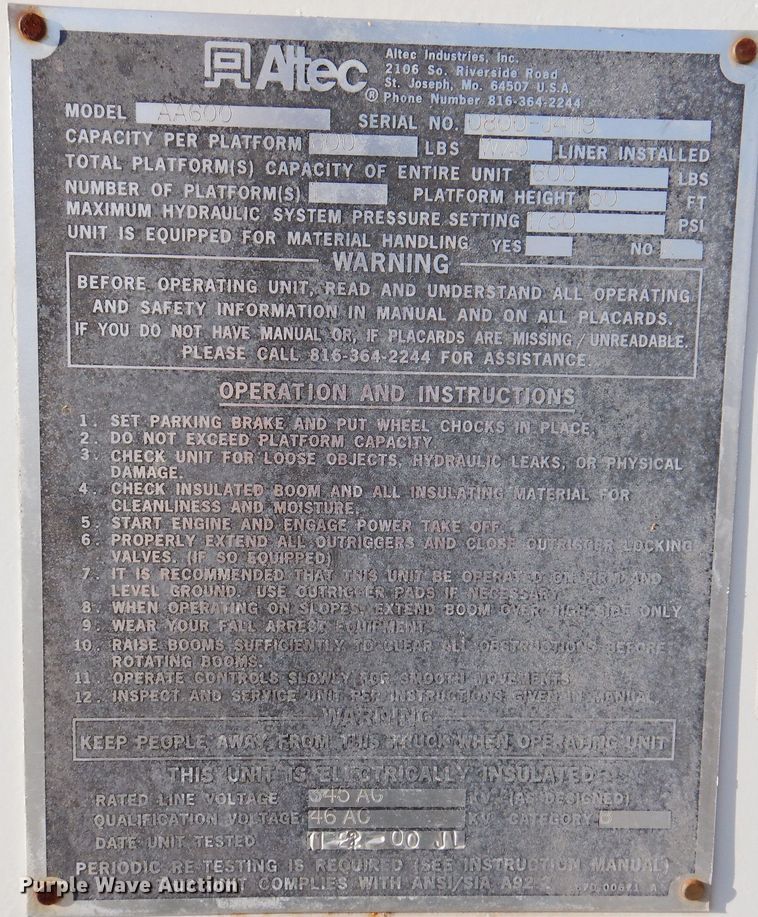 Altec
Altec Industries, Inc.
2106 So. Riverside Road
St. Joseph, Mo. 64507 U.S.A.
® Phone Number 816-364-2244
MODEL AA600 SERIAL NO.
CAPACITY PER PLATFORM LBS LINER INSTALLED
TOTAL PLATFORM(S) CAPACITY OF ENTIRE UNIT 600 LBS
NUMBER OF PLATFORM(S) PLATFORM HEIGHT 60 FT
MAXIMUM HYDRAULIC SYSTEM PRESSURE SETTING PSI
UNIT IS EQUIPPED FOR MATERIAL HANDLING YES NO
WARNING
BEFORE OPERATING UNIT, READ AND UNDERSTAND ALL OPERATING
AND SAFETY INFORMATION IN MANUAL AND ON ALL PLACARDS.
IF YOU DO NOT HAVE MANUAL OR, IF PLACARDS ARE MISSING/UNREADABLE.
PLEASE CALL 816-364-2244 FOR ASSISTANCE.
OPERATION AND INSTRUCTIONS
1. SET PARKING BRAKE AND PUT WHEEL CHOCKS IN PLACE.
2. DO NOT EXCEED PLATFORM CAPACITY.
3. CHECK UNIT FOR LOOSE OBJECTS, HYDRAULIC LEAKS, OR PHYSICAL
DAMAGE.
4. CHECK INSULATED BOOM AND ALL INSULATING MATERIAL FOR
CLEANLINESS AND MOISTURE.
5. START ENGINE AND ENGAGE POWER TAKE OFF.
6. PROPERLY EXTEND ALL OUTRIGGERS AND CLOSE OUTRIGGER LOCKING
VALVES. (IF SO EQUIPPED)
7. IT IS RECOMMENDED THAT THIS UNIT BE OPERATED ON FIRM AND
LEVEL GROUND. USE OUTRIGGER PADS IF NECESSARY.
8. WHEN OPERATING ON SLOPES, EXTEND BOOM OVER HIGH SIDE ONLY
9. WEAR YOUR FALL ARREST EQUIPMENT.
10. RAISE BOOMS SUFFICIENTLY TO CLEAR ALL OBSTRUCTIONS BEFORE
ROTATING BOOMS.
11. OPERATE CONTROLS SLOWLY FOR SMOOTH MOVEMENTS.
12. INSPECT AND SERVICE UNIT PER INSTRUCTIONS GIVEN IN MANUAL
WARNING
KEEP PEOPLE AWAY FROM THIS TRUCK WHEN OPERATING UNIT
THIS UNIT IS ELECTRICALLY INSULATED:
RATED LINE VOLTAGE AC KV (AS DESIGNED)
QUALIFICATION VOLTAGE 46 AC KV CATEGORY B
DATE UNIT TESTED 11-22-00 JL
PERIODIC RE-TESTING IS REQUIRED (SEE INSTRUCTION MANUAL)
COMPLIES WITH ANSI/SIA A92.2
Purple Wave Auction